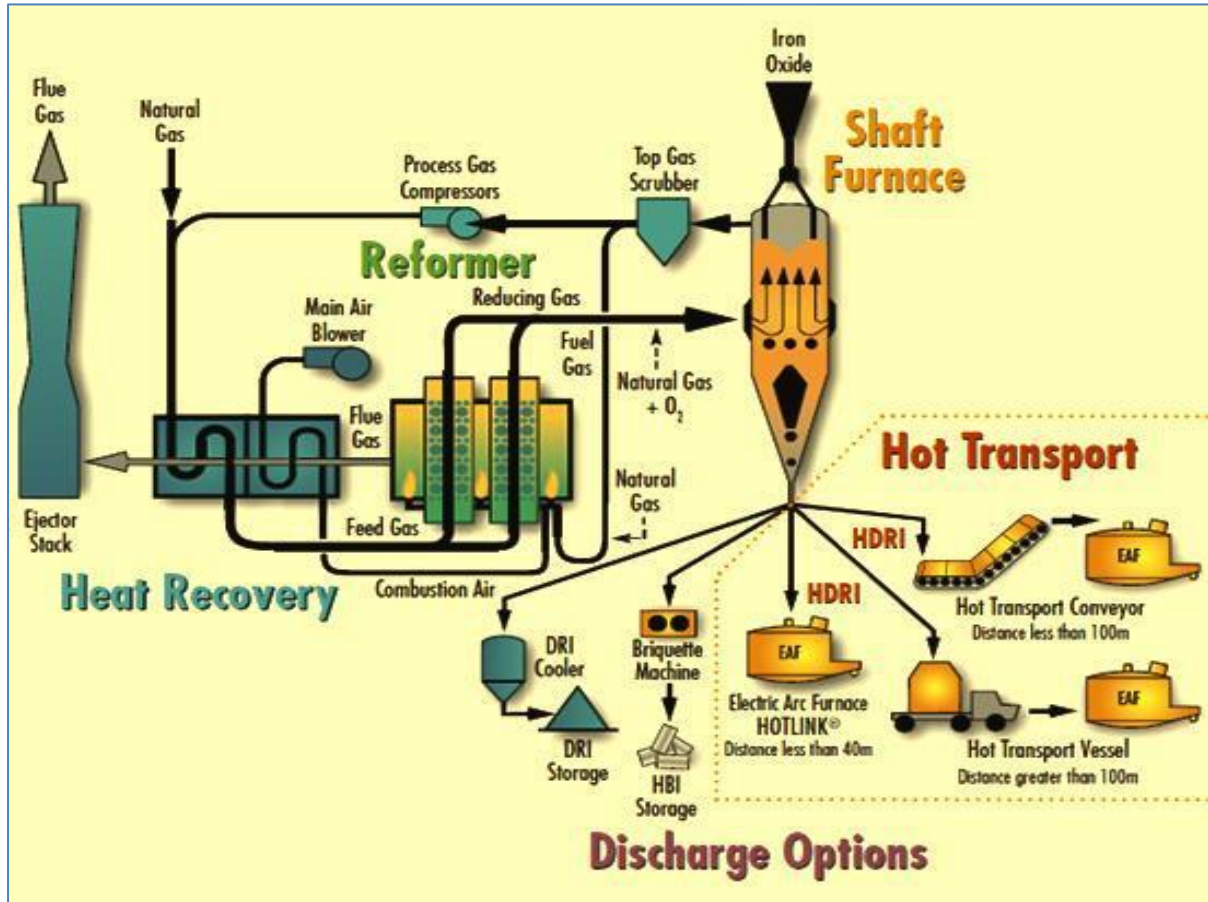 Iron
Oxide
Shaft
Furnace
Flue
Gas
Natural
Gas
Process Gas
Compressors
Top Gas
Scrubber
Reformer
Reducing Gas
Main Air
Blower
Fuel
Gas
Natural Gas
+ O₂
Flue
Gas
Natural
Gas
Feed Gas
Ejector
Stack
Heat Recovery
Combustion Air
Hot Transport
HDRI
EAF
Hot Transport Conveyor
Distance less than 100m
HDRI
EAF
Electric Arc Furnace
HOTLINK®
Distance less than 40m
EAF
Hot Transport Vessel
Distance greater than 100m
DRI
Cooler
DRI
Storage
Briquette
Machine
HBI
Storage
Discharge Options